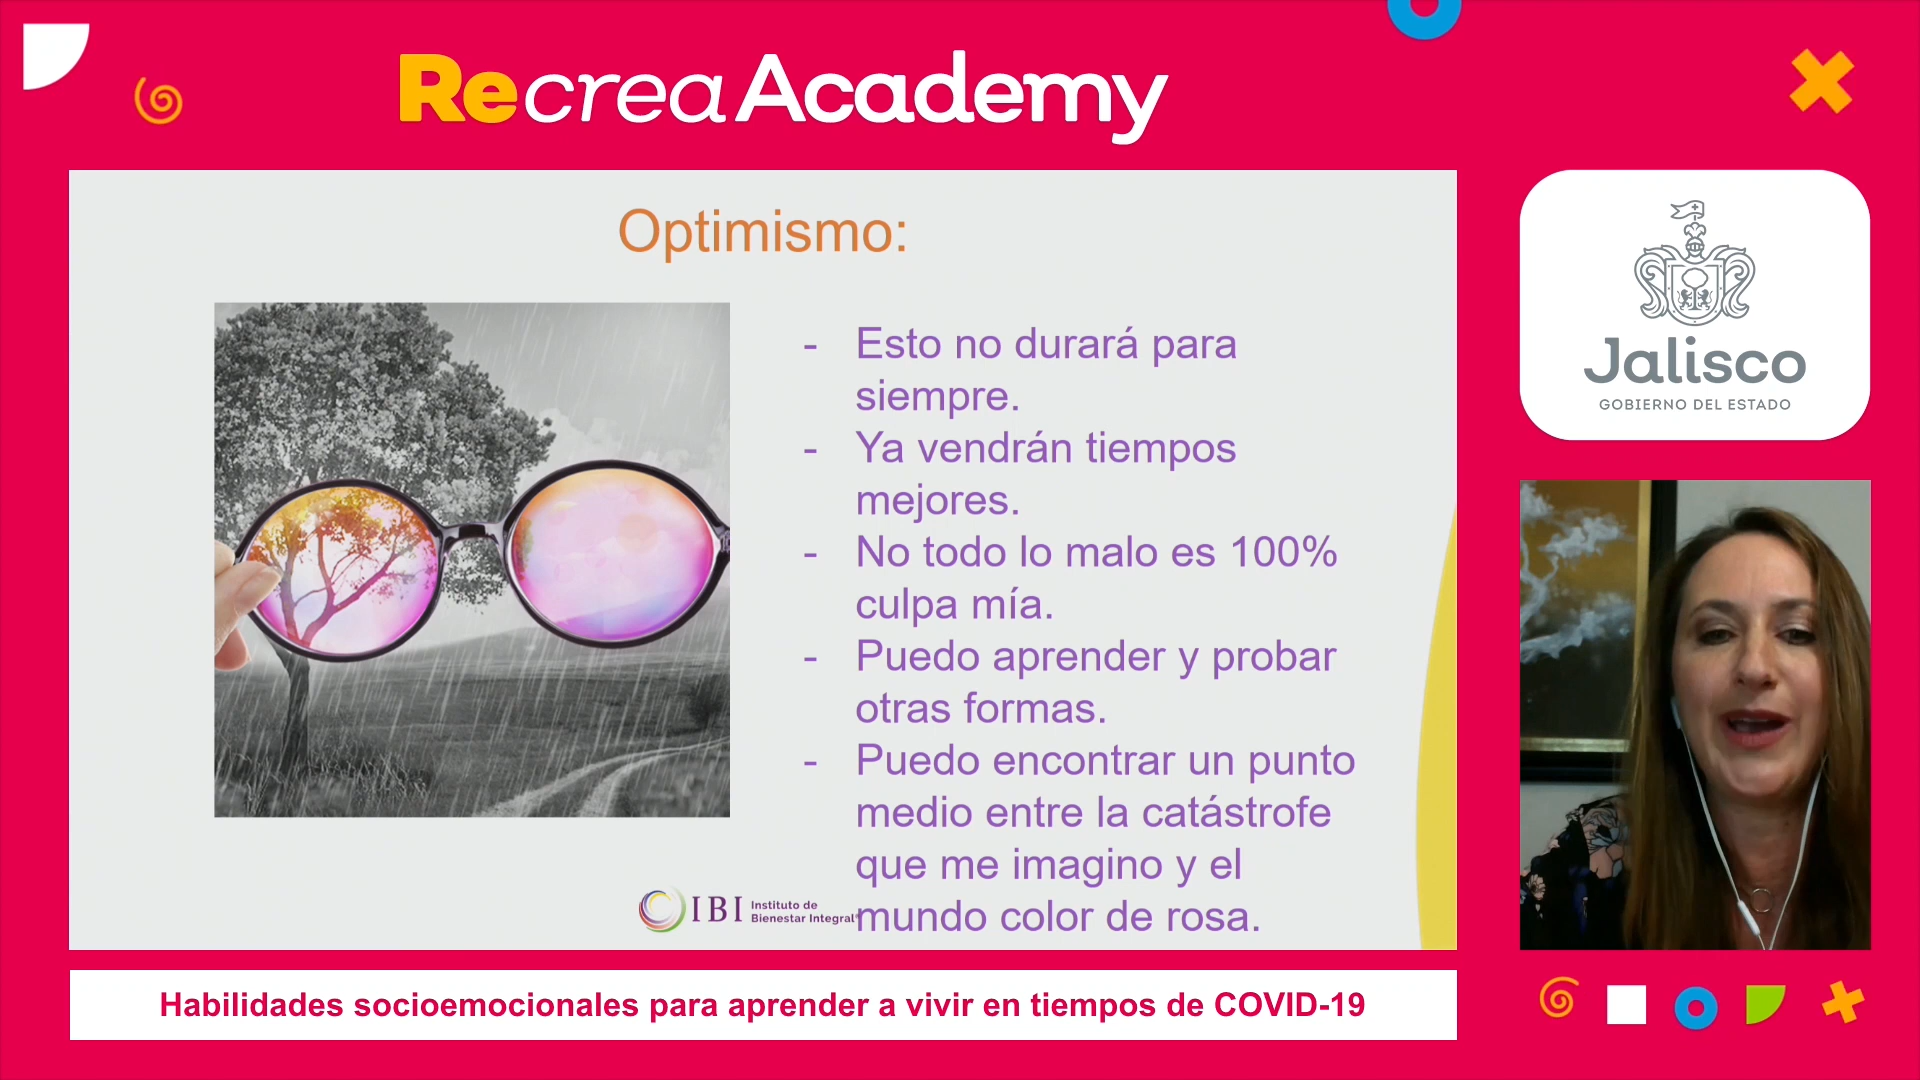 RecreaAcademy
Optimismo:
- Esto no durará para
siempre.
- Ya vendrán tiempos
mejores.
- No todo lo malo es 100%
culpa mía.
- Puedo aprender y probar
otras formas.
- Puedo encontrar un punto
medio entre la catástrofe
que me imagino y el
mundo color de rosa.
IBI Instituto de
Bienestar Integral
Jalisco
GOBIERNO DEL ESTADO
Habilidades socioemocionales para aprender a vivir en tiempos de COVID-19